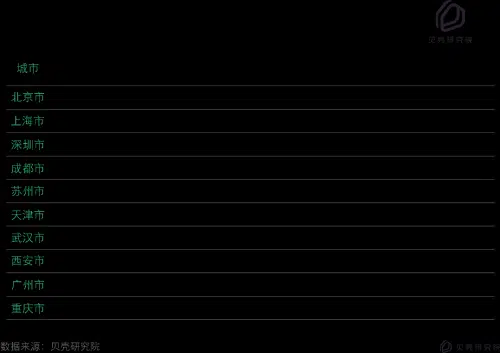 贝壳研究院
城市
北京市
上海市
深圳市
成都市
苏州市
天津市
武汉市
西安市
广州市
重庆市
数据来源：贝壳研究院
贝壳研究院